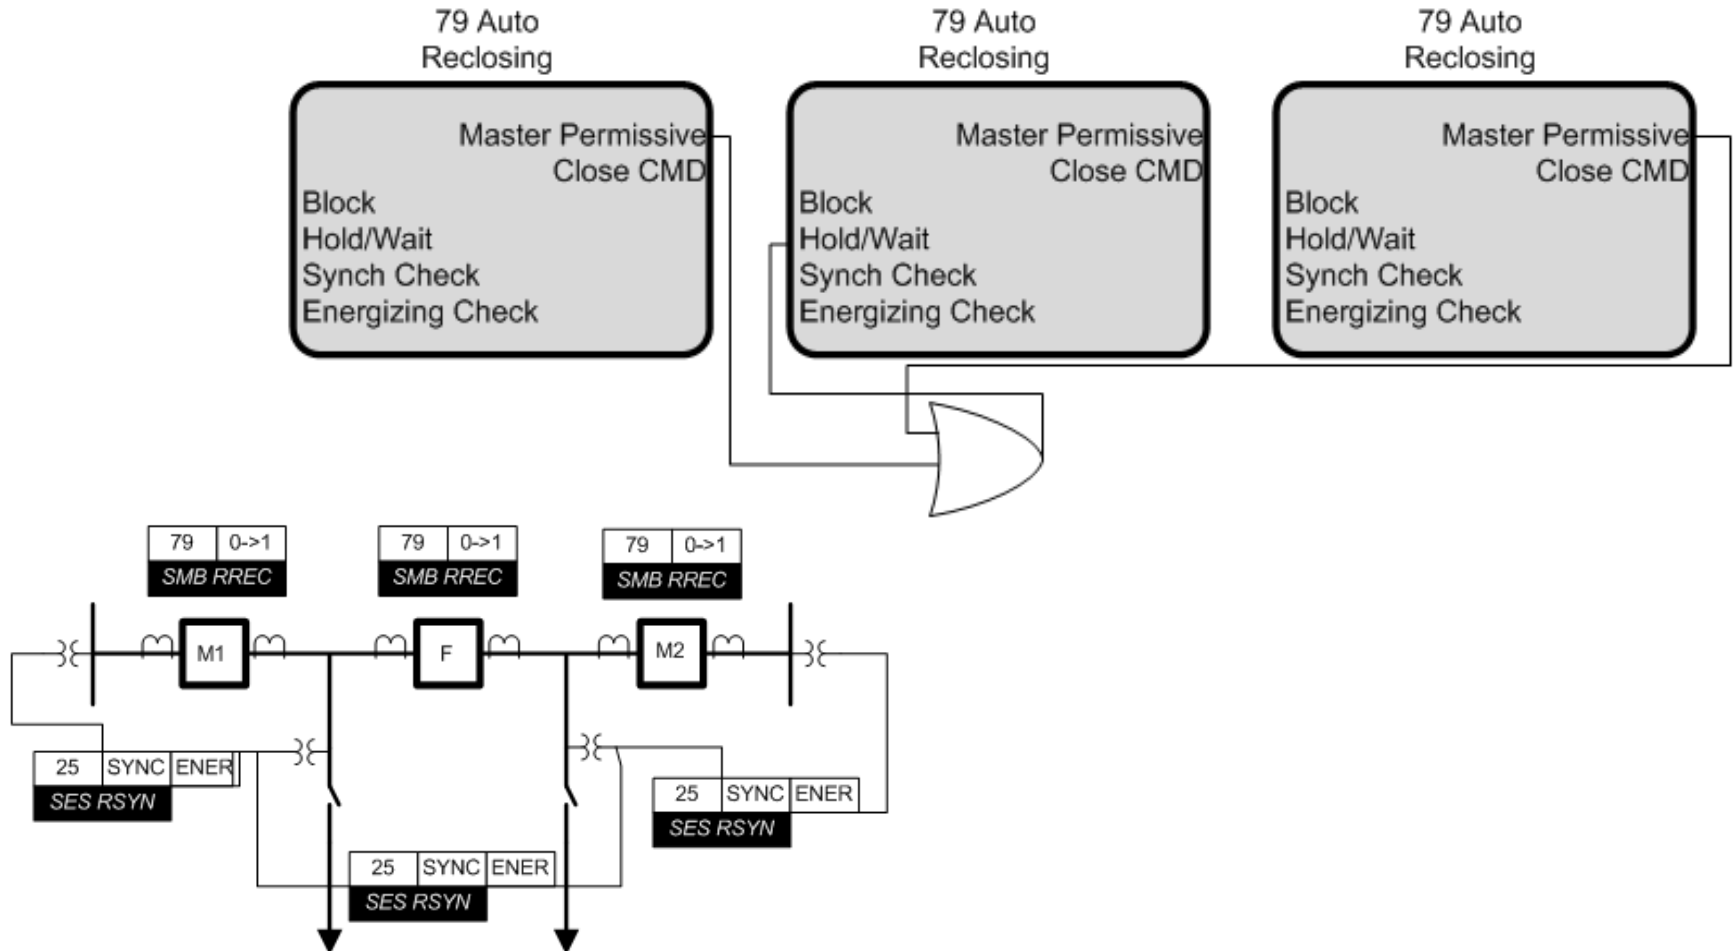 79 Auto
Reclosing
Master Permissive
Close CMD
Block
Hold/Wait
Synch Check
Energizing Check
79 Auto
Reclosing
Master Permissive
Close CMD
Block
Hold/Wait
Synch Check
Energizing Check
79 Auto
Reclosing
Master Permissive
Close CMD
Block
Hold/Wait
Synch Check
Energizing Check
79 0->1
SMB RREC
79 0->1
SMB RREC
79 0->1
SMB RREC
M1
F
M2
25 SYNC ENER
SES RSYN
25 SYNC ENER
SES RSYN
25 SYNC ENER
SES RSYN